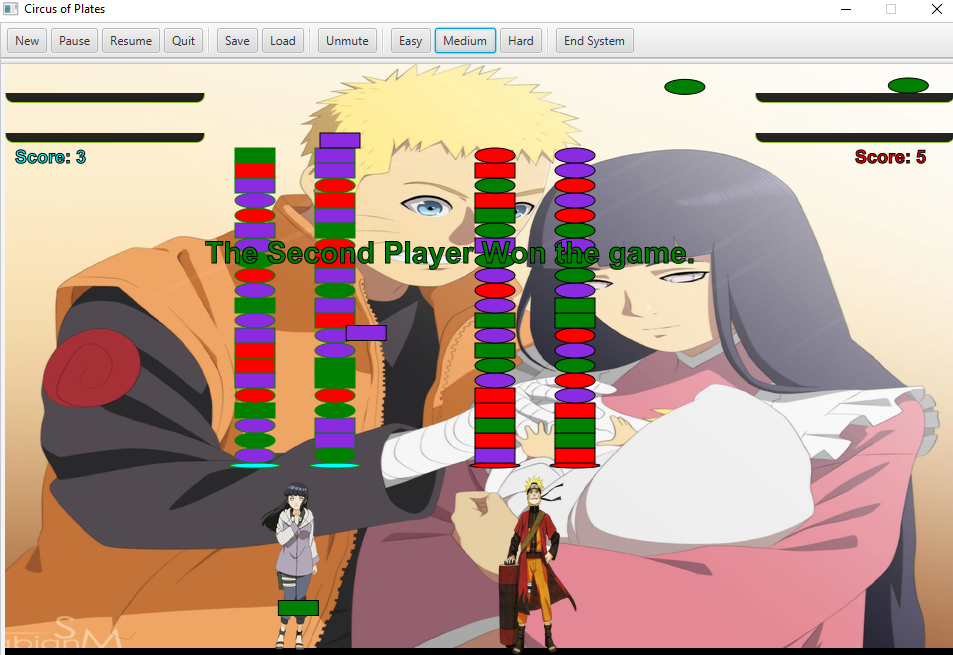 Circus of Plates
New Pause Resume Quit Save Load Unmute Easy Medium Hard End System
Score: 3
Score: 5
The Second Player Won the game.
SM